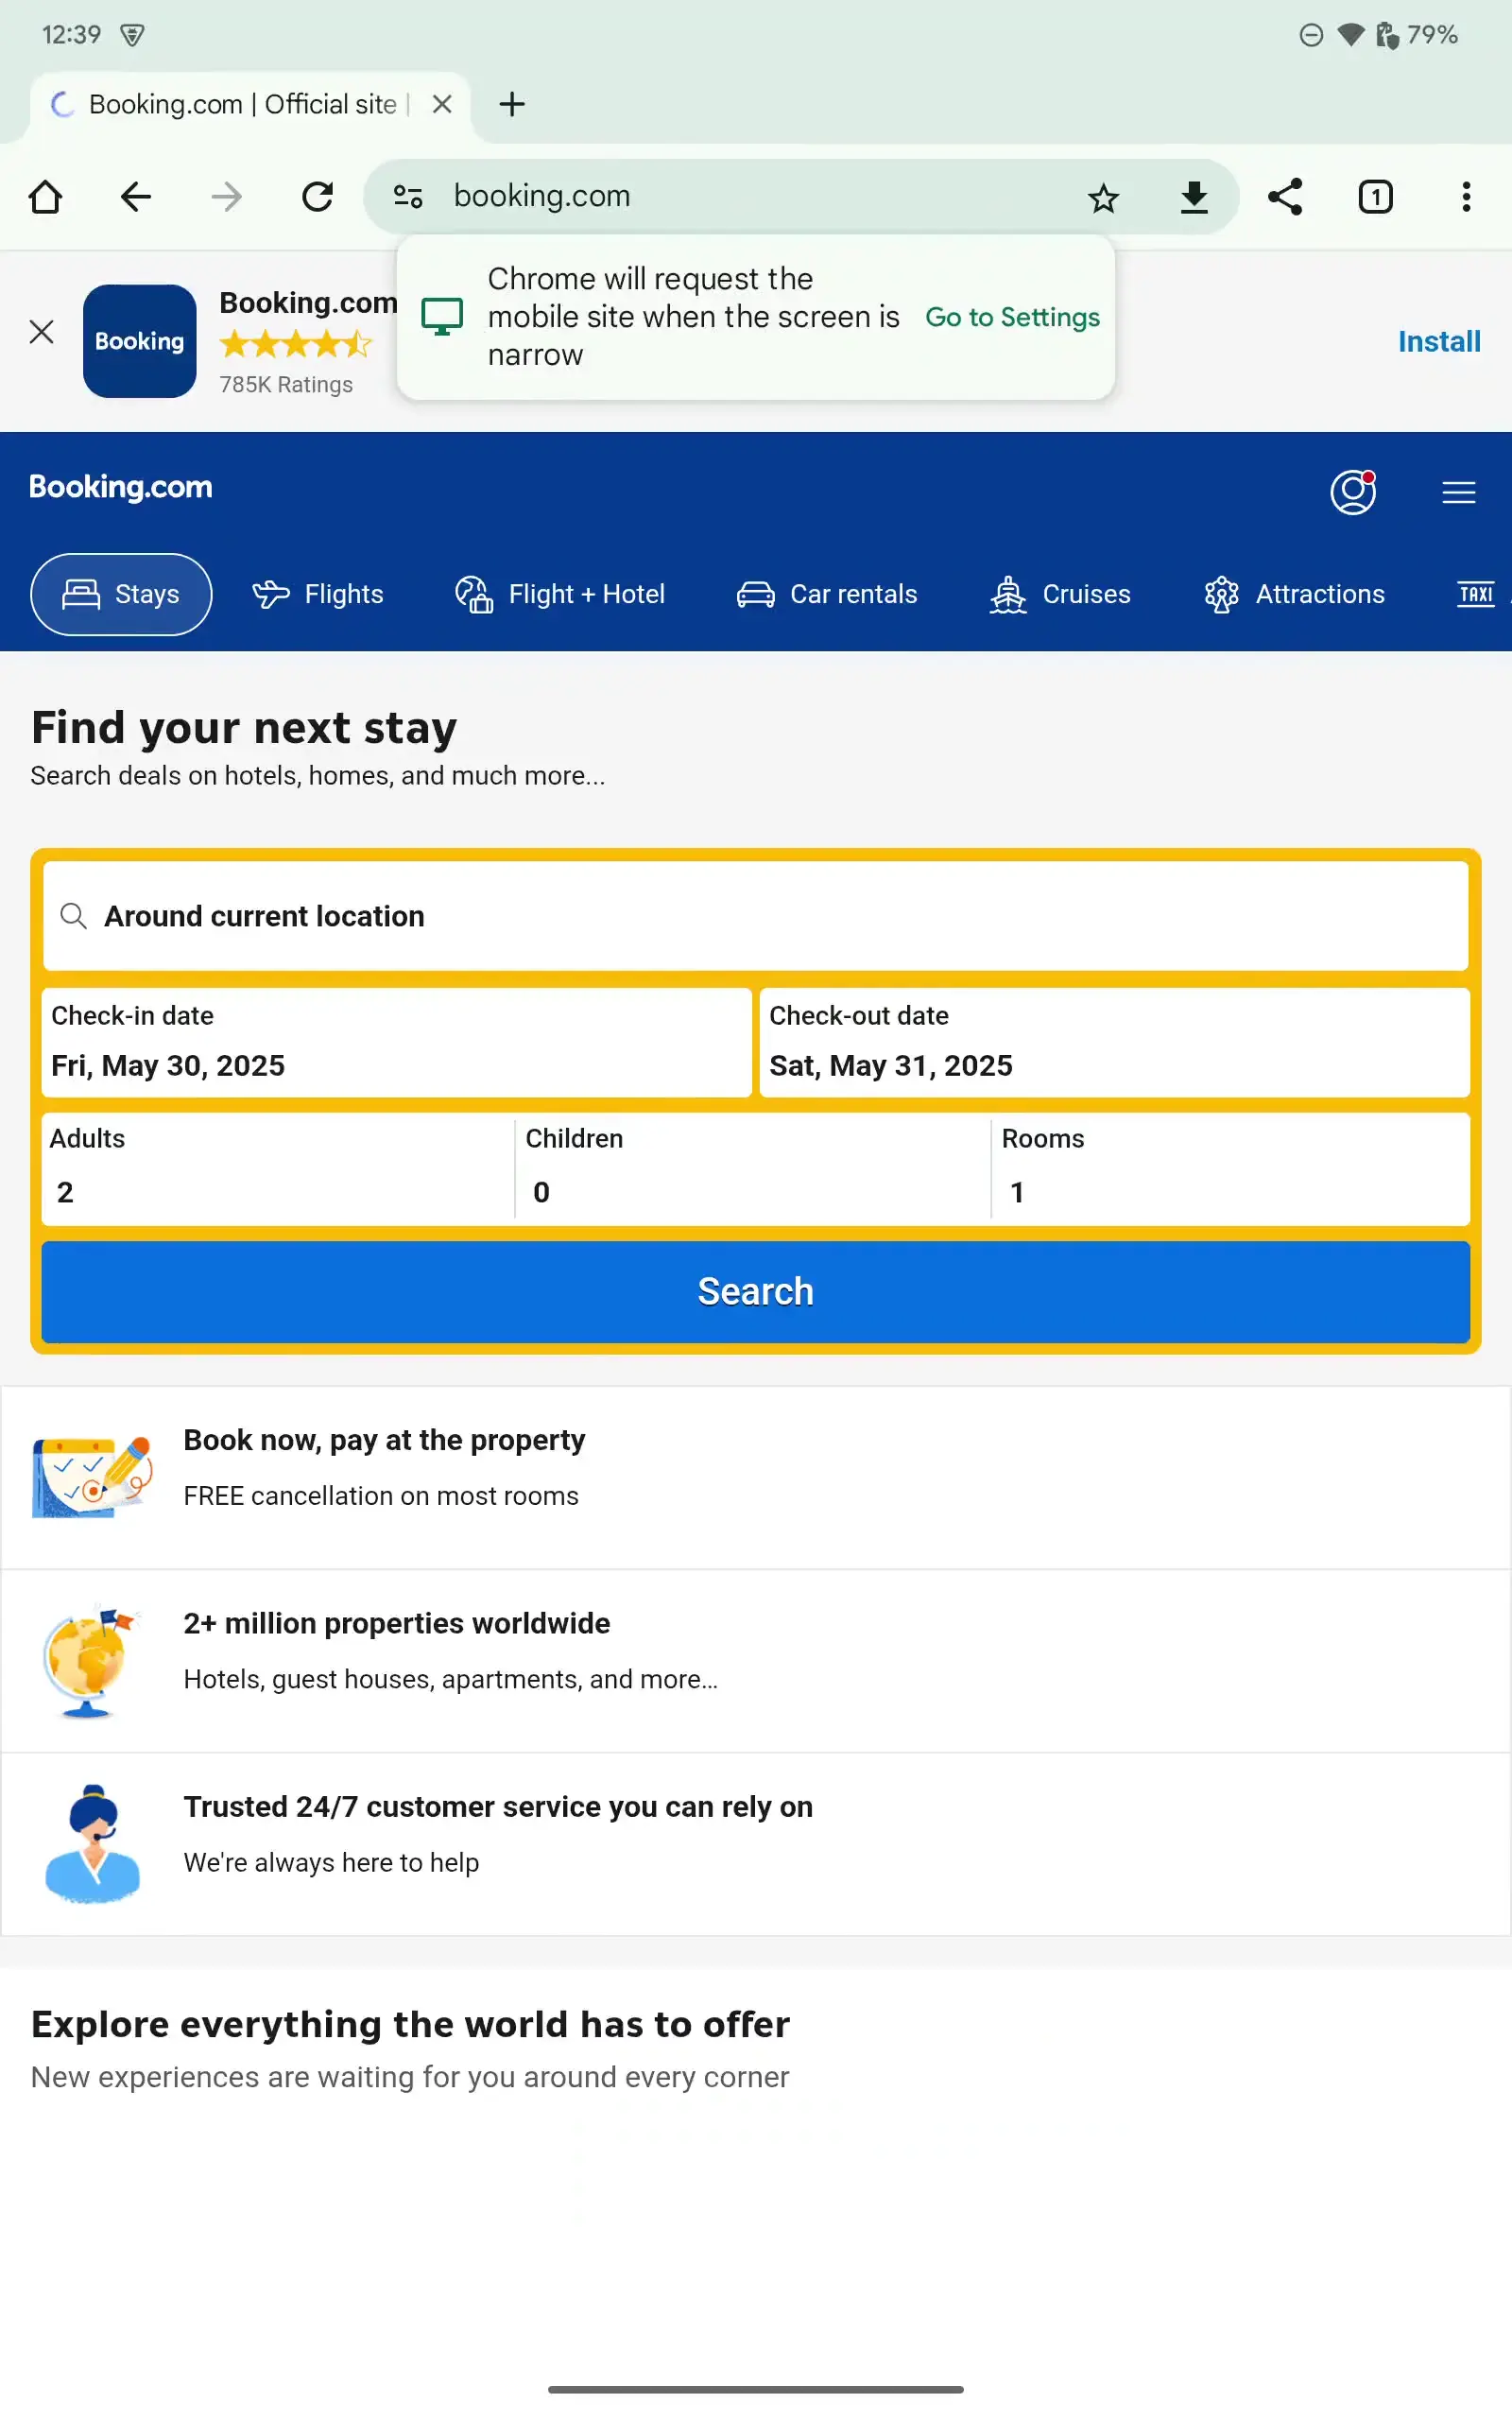 12:39
79%
Booking.com | Official site |
booking.com
1
Chrome will request the
mobile site when the screen is
narrow
Go to Settings
Booking
Booking.com
785K Ratings
Install
Booking.com
Stays
Flights
Flight + Hotel
Car rentals
Cruises
Attractions
TAXI
Find your next stay
Search deals on hotels, homes, and much more...
Around current location
Check-in date
Fri, May 30, 2025
Check-out date
Sat, May 31, 2025
Adults
2
Children
0
Rooms
1
Search
Book now, pay at the property
FREE cancellation on most rooms
2+ million properties worldwide
Hotels, guest houses, apartments, and more…
Trusted 24/7 customer service you can rely on
We're always here to help
Explore everything the world has to offer
New experiences are waiting for you around every corner